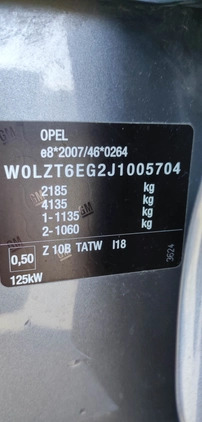 OPEL
e8*2007/46*0264
W0LZT6EG2J1005704
2185 kg
4135 kg
1-1135 kg
2-1060 kg
0,50 Z 10B TATW I18
125kW
3624